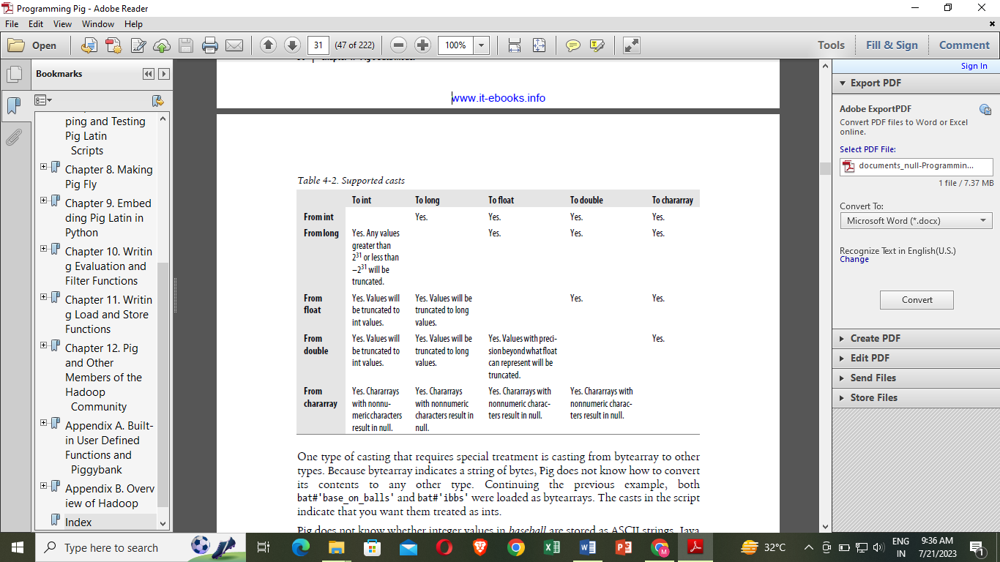 Programming Pig - Adobe Reader
File Edit View Window Help
Open
31
(47 of 222)
100%
Tools
Fill & Sign
Comment
Bookmarks
ping and Testing
Pig Latin
Scripts
Chapter 8. Making
Pig Fly
Chapter 9. Embed
ding Pig Latin in
Python
Chapter 10. Writin
g Evaluation and
Filter Functions
Chapter 11. Writin
g Load and Store
Functions
Chapter 12. Pig
and Other
Members of the
Hadoop
Community
Appendix A. Built-
in User Defined
Functions and
Piggybank
Appendix B. Overv
iew of Hadoop
Index
www.it-ebooks.info
Table 4-2. Supported casts
To int To long To float To double To chararray
From int Yes. Yes. Yes. Yes.
From long Yes. Any values Yes. Yes. Yes.
greater than
2³¹ or less than
–2³¹ will be
truncated.
From Yes. Values will Yes. Values will be Yes. Yes.
float be truncated to truncated to long
int values. values.
From Yes. Values will Yes. Values will be Yes. Values with preci- Yes.
double be truncated to truncated to long sion beyond what float
int values. values. can represent will be
truncated.
From Yes. Chararrays Yes. Chararrays Yes. Chararrays with Yes. Chararrays with
chararray with nonnu- with nonnumeric nonnumeric charac- nonnumeric charac-
meric characters characters result in ters result in null. ters result in null.
result in null. null.
One type of casting that requires special treatment is casting from bytearray to other
types. Because bytearray indicates a string of bytes, Pig does not know how to convert
its contents to any other type. Continuing the previous example, both
bat#'base_on_balls' and bat#'ibbs' were loaded as bytearrays. The casts in the script
indicate that you want them treated as ints.
Pig does not know whether integer values in baseball are stored as ASCII strings, Java
Sign In
Export PDF
Adobe ExportPDF
Convert PDF files to Word or Excel
online.
Select PDF File:
documents_null-Programmin...
1 file / 7.37 MB
Convert To:
Microsoft Word (*.docx)
Recognize Text in English(U.S.)
Change
Convert
Create PDF
Edit PDF
Send Files
Store Files
Type here to search
32°C
ENG
IN
9:36 AM
7/21/2023
1